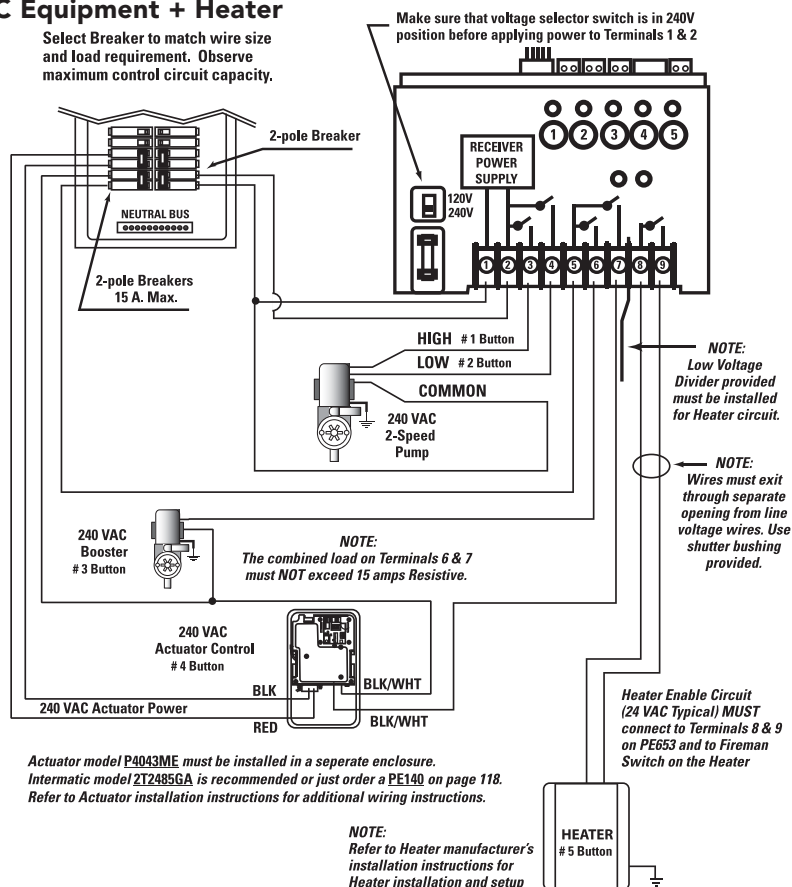 C Equipment + Heater
Select Breaker to match wire size
and load requirement. Observe
maximum control circuit capacity.
Make sure that voltage selector switch is in 240V
position before applying power to Terminals 1 & 2
2-pole Breaker
NEUTRAL BUS
2-pole Breakers
15 A. Max.
RECEIVER
POWER
SUPPLY
1 2 3 4 5
120V
240V
1 2 3 4 5 6 7 8 9
HIGH # 1 Button
LOW # 2 Button
COMMON
240 VAC
2-Speed
Pump
NOTE:
Low Voltage
Divider provided
must be installed
for Heater circuit.
NOTE:
Wires must exit
through separate
opening from line
voltage wires. Use
shutter bushing
provided.
240 VAC
Booster
# 3 Button
NOTE:
The combined load on Terminals 6 & 7
must NOT exceed 15 amps Resistive.
240 VAC
Actuator Control
# 4 Button
BLK
BLK/WHT
240 VAC Actuator Power
RED
BLK/WHT
Heater Enable Circuit
(24 VAC Typical) MUST
connect to Terminals 8 & 9
on PE653 and to Fireman
Switch on the Heater
Actuator model P4043ME must be installed in a seperate enclosure.
Intermatic model 2T2485GA is recommended or just order a PE140 on page 118.
Refer to Actuator installation instructions for additional wiring instructions.
NOTE:
Refer to Heater manufacturer's
installation instructions for
Heater installation and setup
HEATER
# 5 Button